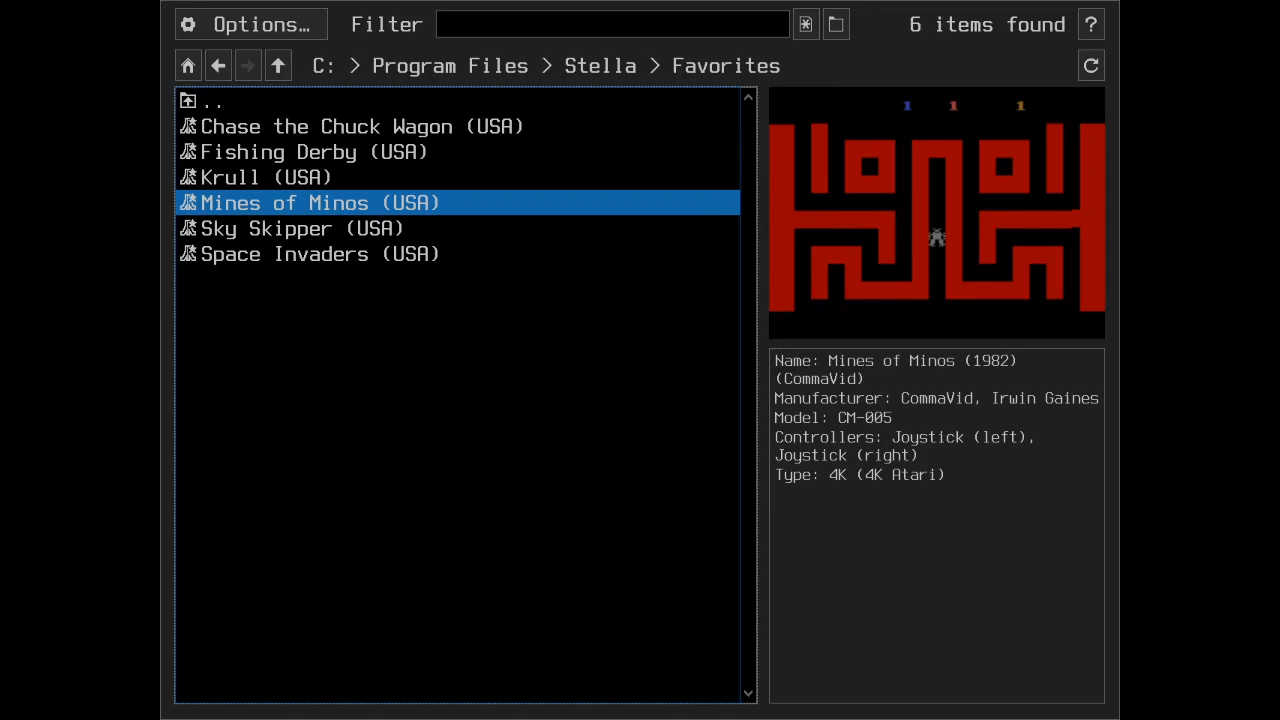 Options… Filter 6 items found ?
C: > Program Files > Stella > Favorites
..
Chase the Chuck Wagon (USA)
Fishing Derby (USA)
Krull (USA)
Mines of Minos (USA)
Sky Skipper (USA)
Space Invaders (USA)
1 1 1
Name: Mines of Minos (1982)
(CommaVid)
Manufacturer: CommaVid, Irwin Gaines
Model: CM-005
Controllers: Joystick (left),
Joystick (right)
Type: 4K (4K Atari)